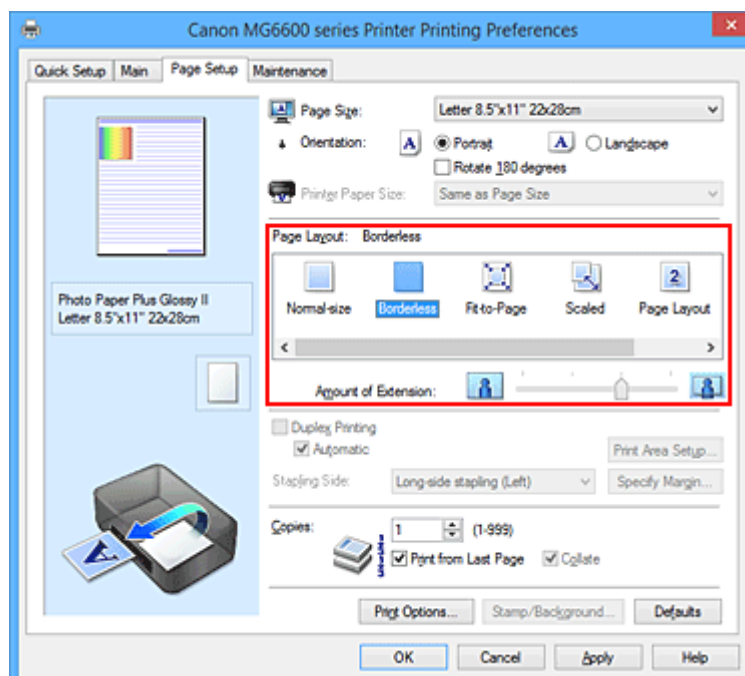 Canon MG6600 series Printer Printing Preferences
Quick Setup Main Page Setup Maintenance
Page Size: Letter 8.5"x11" 22x28cm
Orientation: A Portrait A Landscape
Rotate 180 degrees
Printer Paper Size: Same as Page Size
Page Layout: Borderless
2
Normal-size Borderless Fit-to-Page Scaled Page Layout
Photo Paper Plus Glossy II
Letter 8.5"x11" 22x28cm
Amount of Extension:
Duplex Printing
Automatic Print Area Setup...
Stapling Side: Long-side stapling (Left) Specify Margin...
A
Copies: 1 (1-999)
Print from Last Page Collate
Print Options... Stamp/Background... Defaults
OK Cancel Apply Help